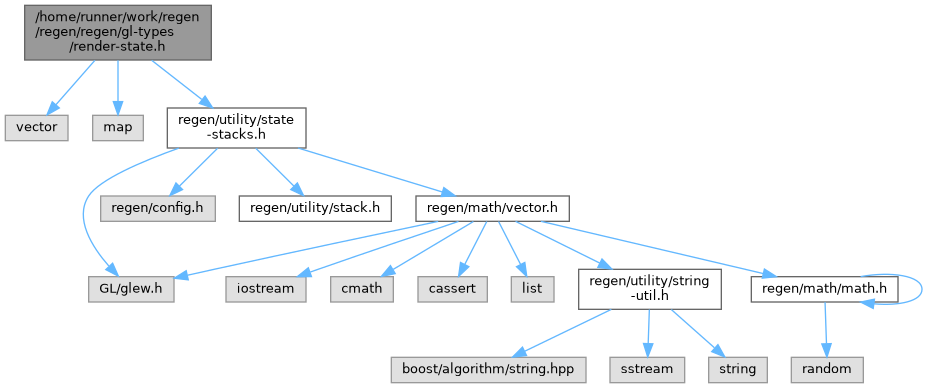 /home/runner/work/regen
/regen/regen/gl-types
/render-state.h
vector
map
regen/utility/state
-stacks.h
regen/config.h
regen/utility/stack.h
regen/math/vector.h
GL/glew.h
iostream
cmath
cassert
list
regen/utility/string
-util.h
regen/math/math.h
boost/algorithm/string.hpp
sstream
string
random